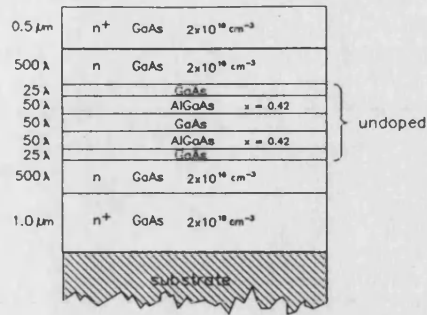 0.5 μm n⁺ GaAs 2x10¹⁸ cm⁻³
500 λ n GaAs 2x10¹⁶ cm⁻³
25 λ GaAs
50 λ AlGaAs x = 0.42
50 λ GaAs
undoped
50 λ AlGaAs x = 0.42
25 λ GaAs
500 λ n GaAs 2x10¹⁶ cm⁻³
1.0 μm n⁺ GaAs 2x10¹⁸ cm⁻³
substrate